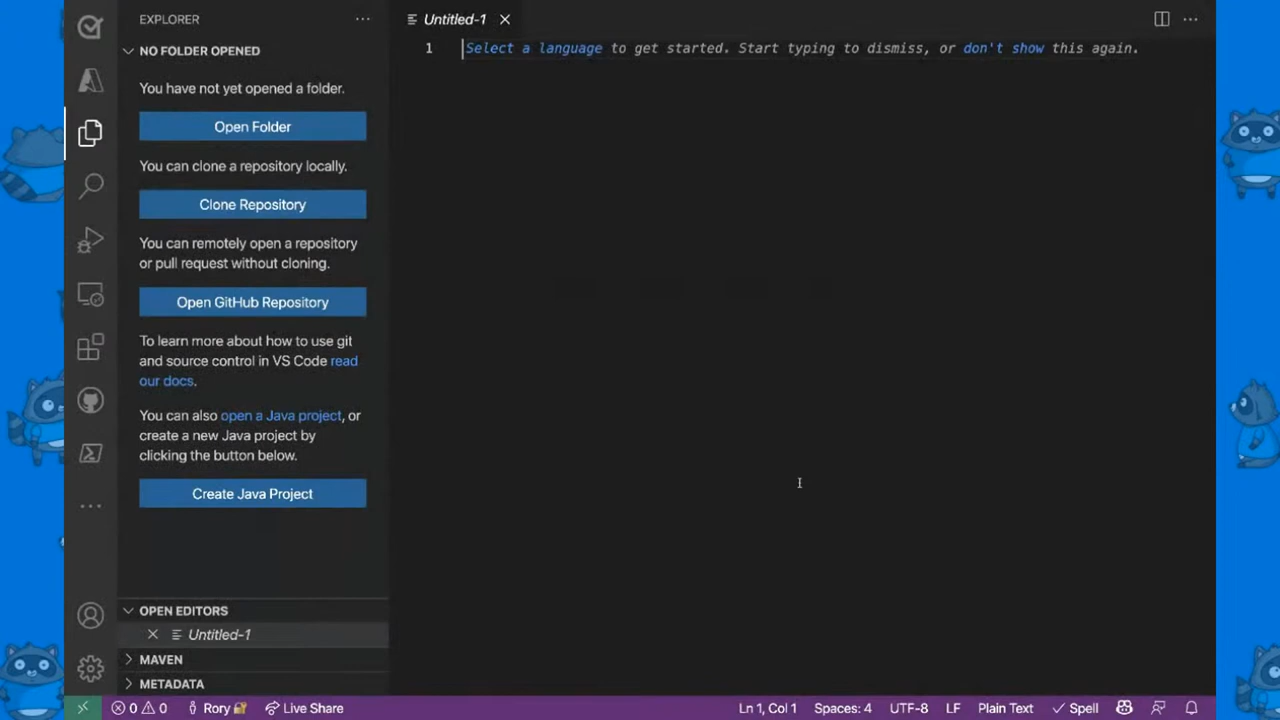 EXPLORER
Untitled-1
NO FOLDER OPENED
1
Select a language to get started. Start typing to dismiss, or don't show this again.
You have not yet opened a folder.
Open Folder
You can clone a repository locally.
Clone Repository
You can remotely open a repository
or pull request without cloning.
Open GitHub Repository
To learn more about how to use git
and source control in VS Code read
our docs.
You can also open a Java project, or
create a new Java project by
clicking the button below.
Create Java Project
OPEN EDITORS
Untitled-1
MAVEN
METADATA
0 0 Rory Live Share Ln 1, Col 1 Spaces: 4 UTF-8 LF Plain Text Spell